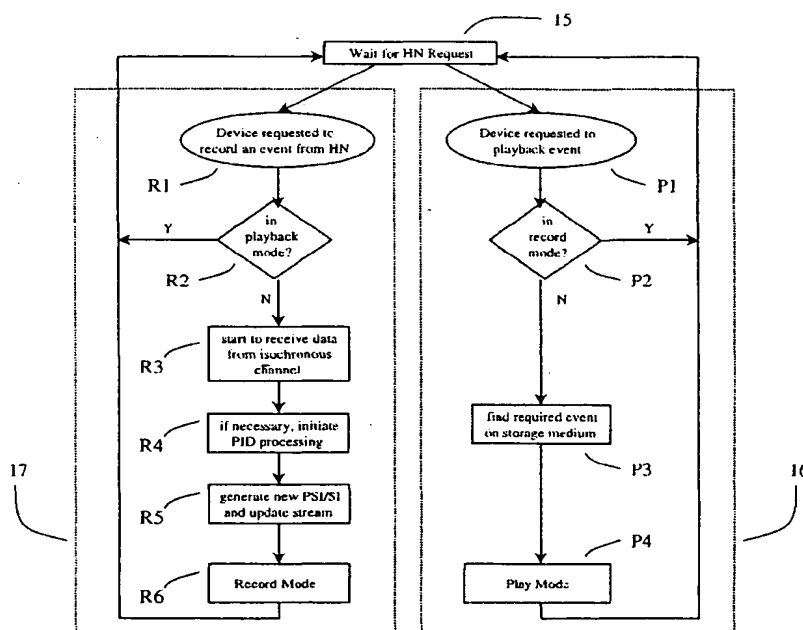 15
Wait for HN Request
Device requested to
record an event from HN
R1
in
playback
mode?
Y
R2
N
start to receive data
from isochronous
channel
R3
if necessary, initiate
PID processing
R4
17
generate new PSI/SI
and update stream
R5
Record Mode
R6
Device requested to
playback event
P1
in
record
mode?
Y
P2
N
find required event
on storage medium
P3
16
P4
Play Mode